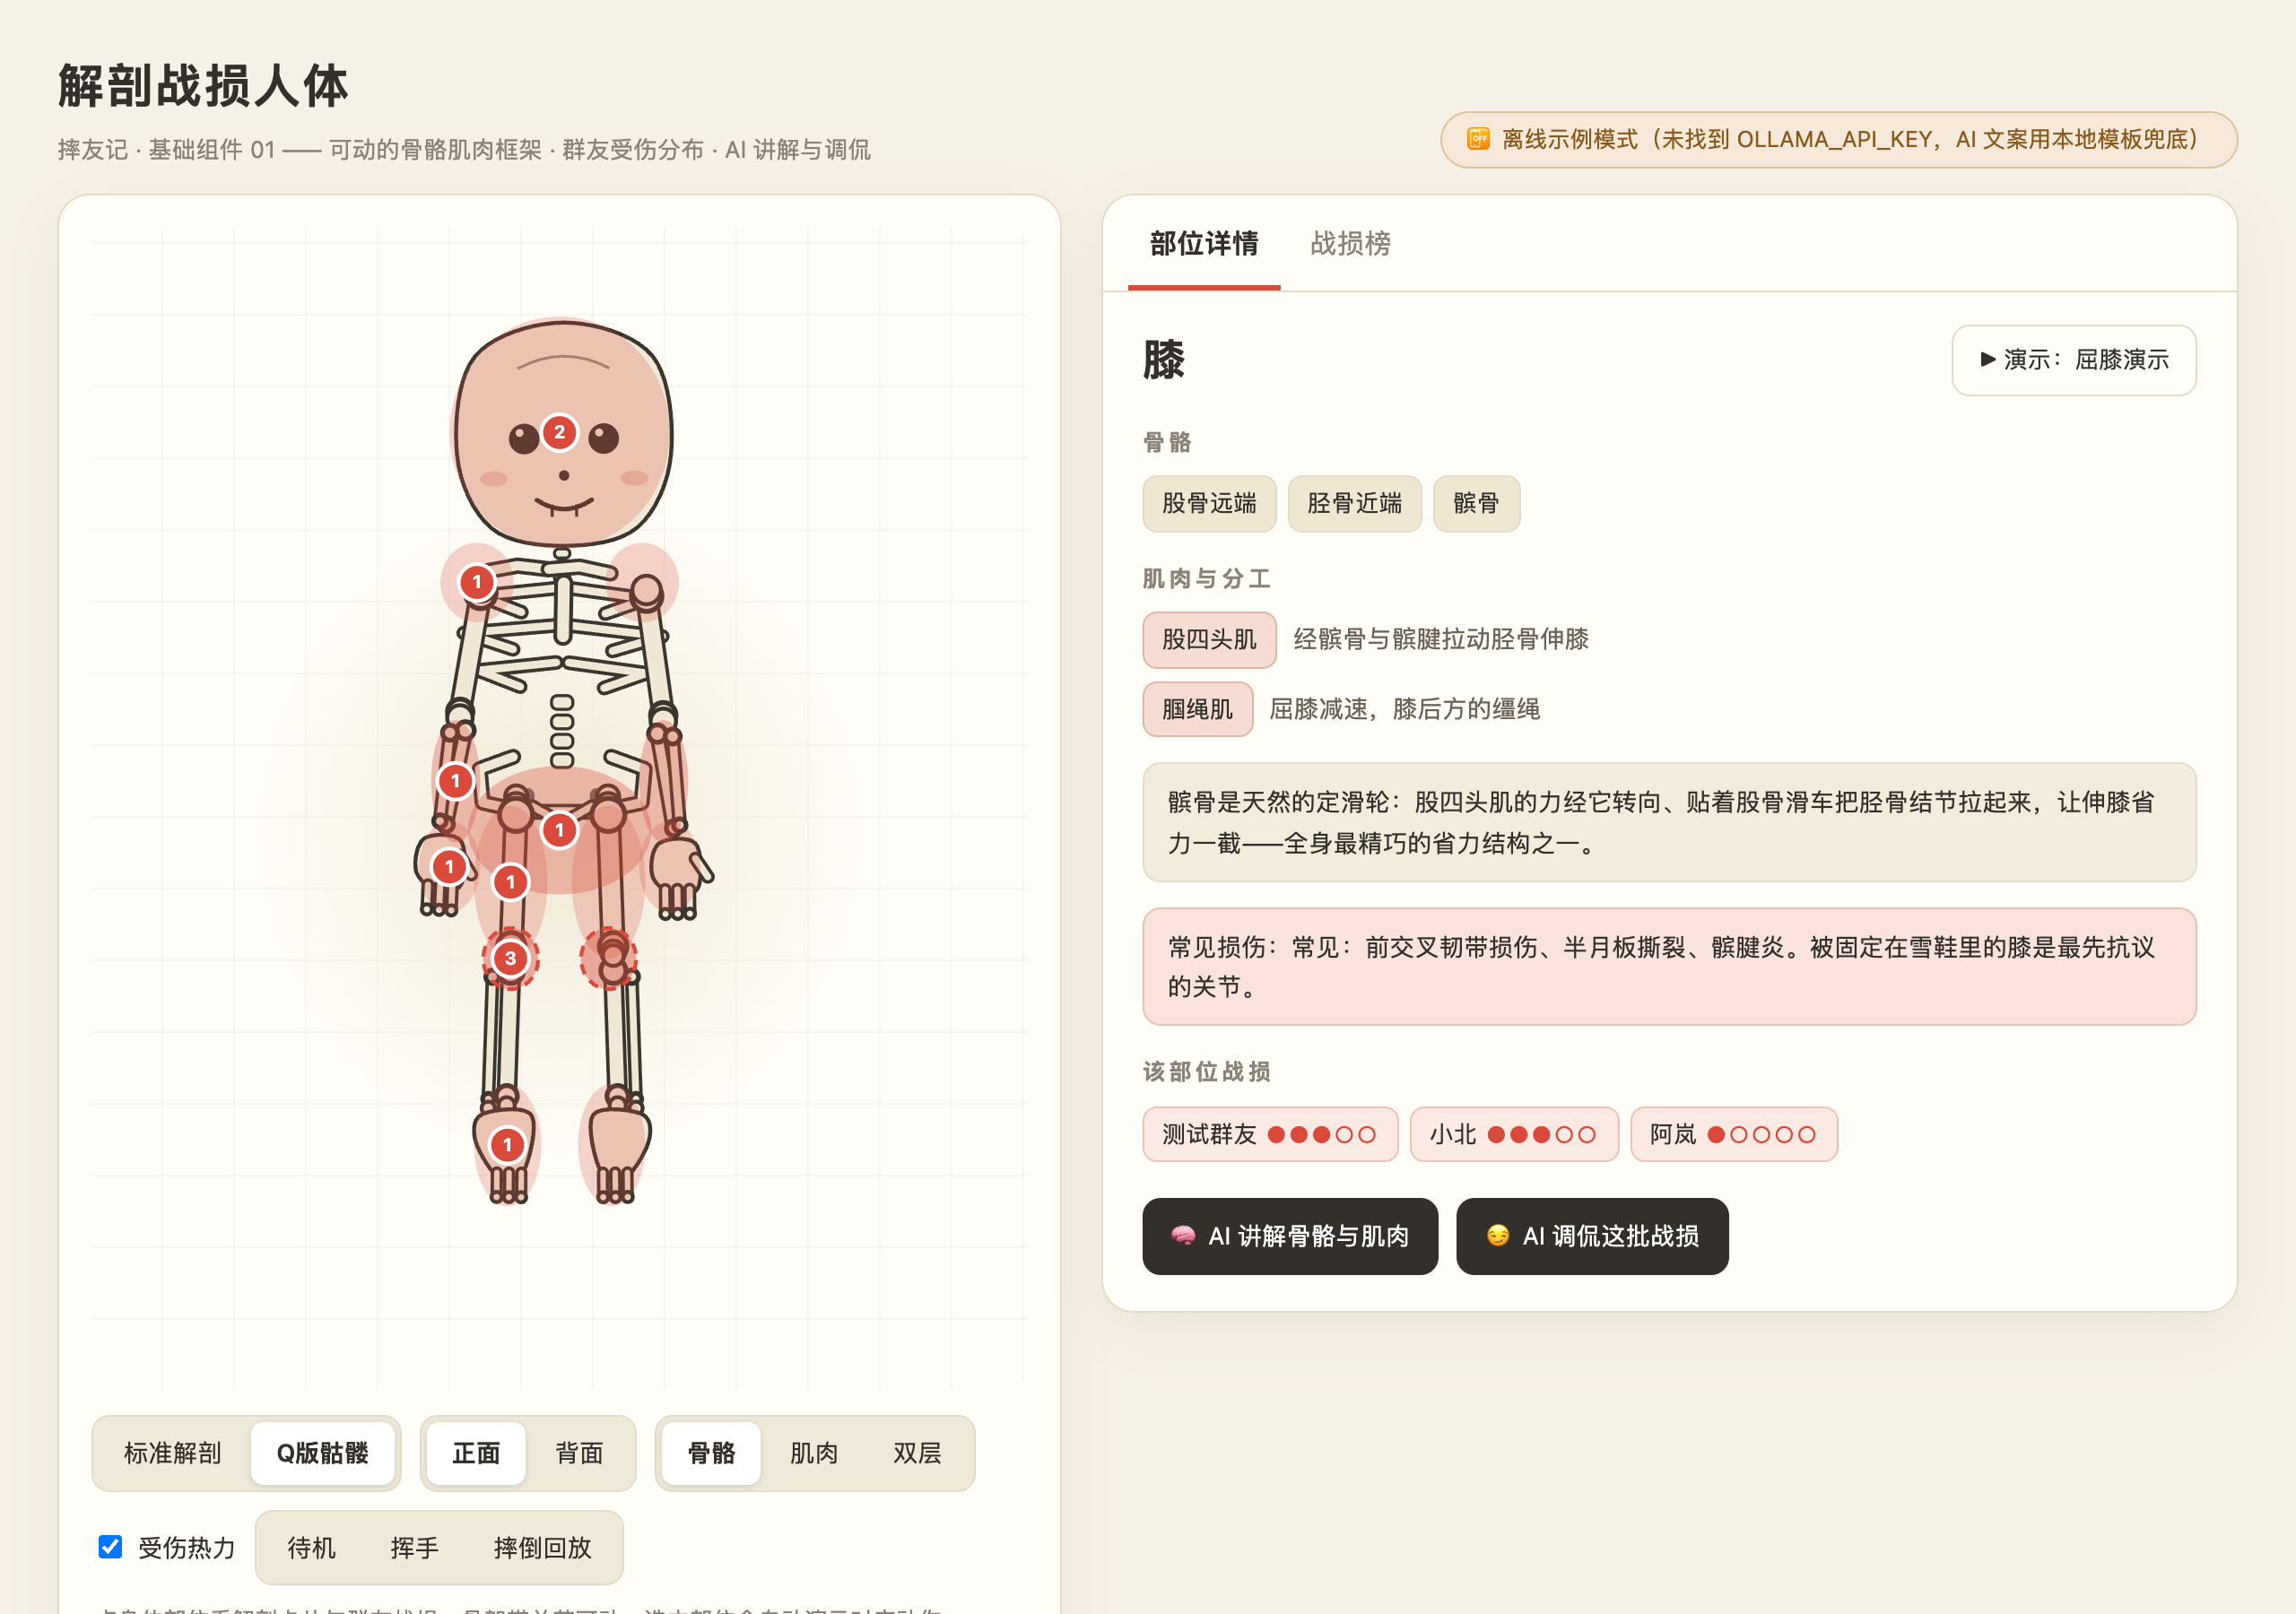 解剖战损人体
摔友记 · 基础组件 01 —— 可动的骨骼肌肉框架 · 群友受伤分布 · AI 讲解与调侃
OFF 离线示例模式（未找到 OLLAMA_API_KEY，AI 文案用本地模板兜底）
2
1
1
1
1
1
3
1
标准解剖 Q版骷髅 正面 背面 骨骼 肌肉 双层
受伤热力 待机 挥手 摔倒回放
部位详情 战损榜
膝
演示：屈膝演示
骨骼
股骨远端 胫骨近端 髌骨
肌肉与分工
股四头肌 经髌骨与髌腱拉动胫骨伸膝
腘绳肌 屈膝减速，膝后方的缰绳
髌骨是天然的定滑轮：股四头肌的力经它转向、贴着股骨滑车把胫骨结节拉起来，让伸膝省
力一截——全身最精巧的省力结构之一。
常见损伤：常见：前交叉韧带损伤、半月板撕裂、髌腱炎。被固定在雪鞋里的膝是最先抗议
的关节。
该部位战损
测试群友 小北 阿岚
AI 讲解骨骼与肌肉 AI 调侃这批战损